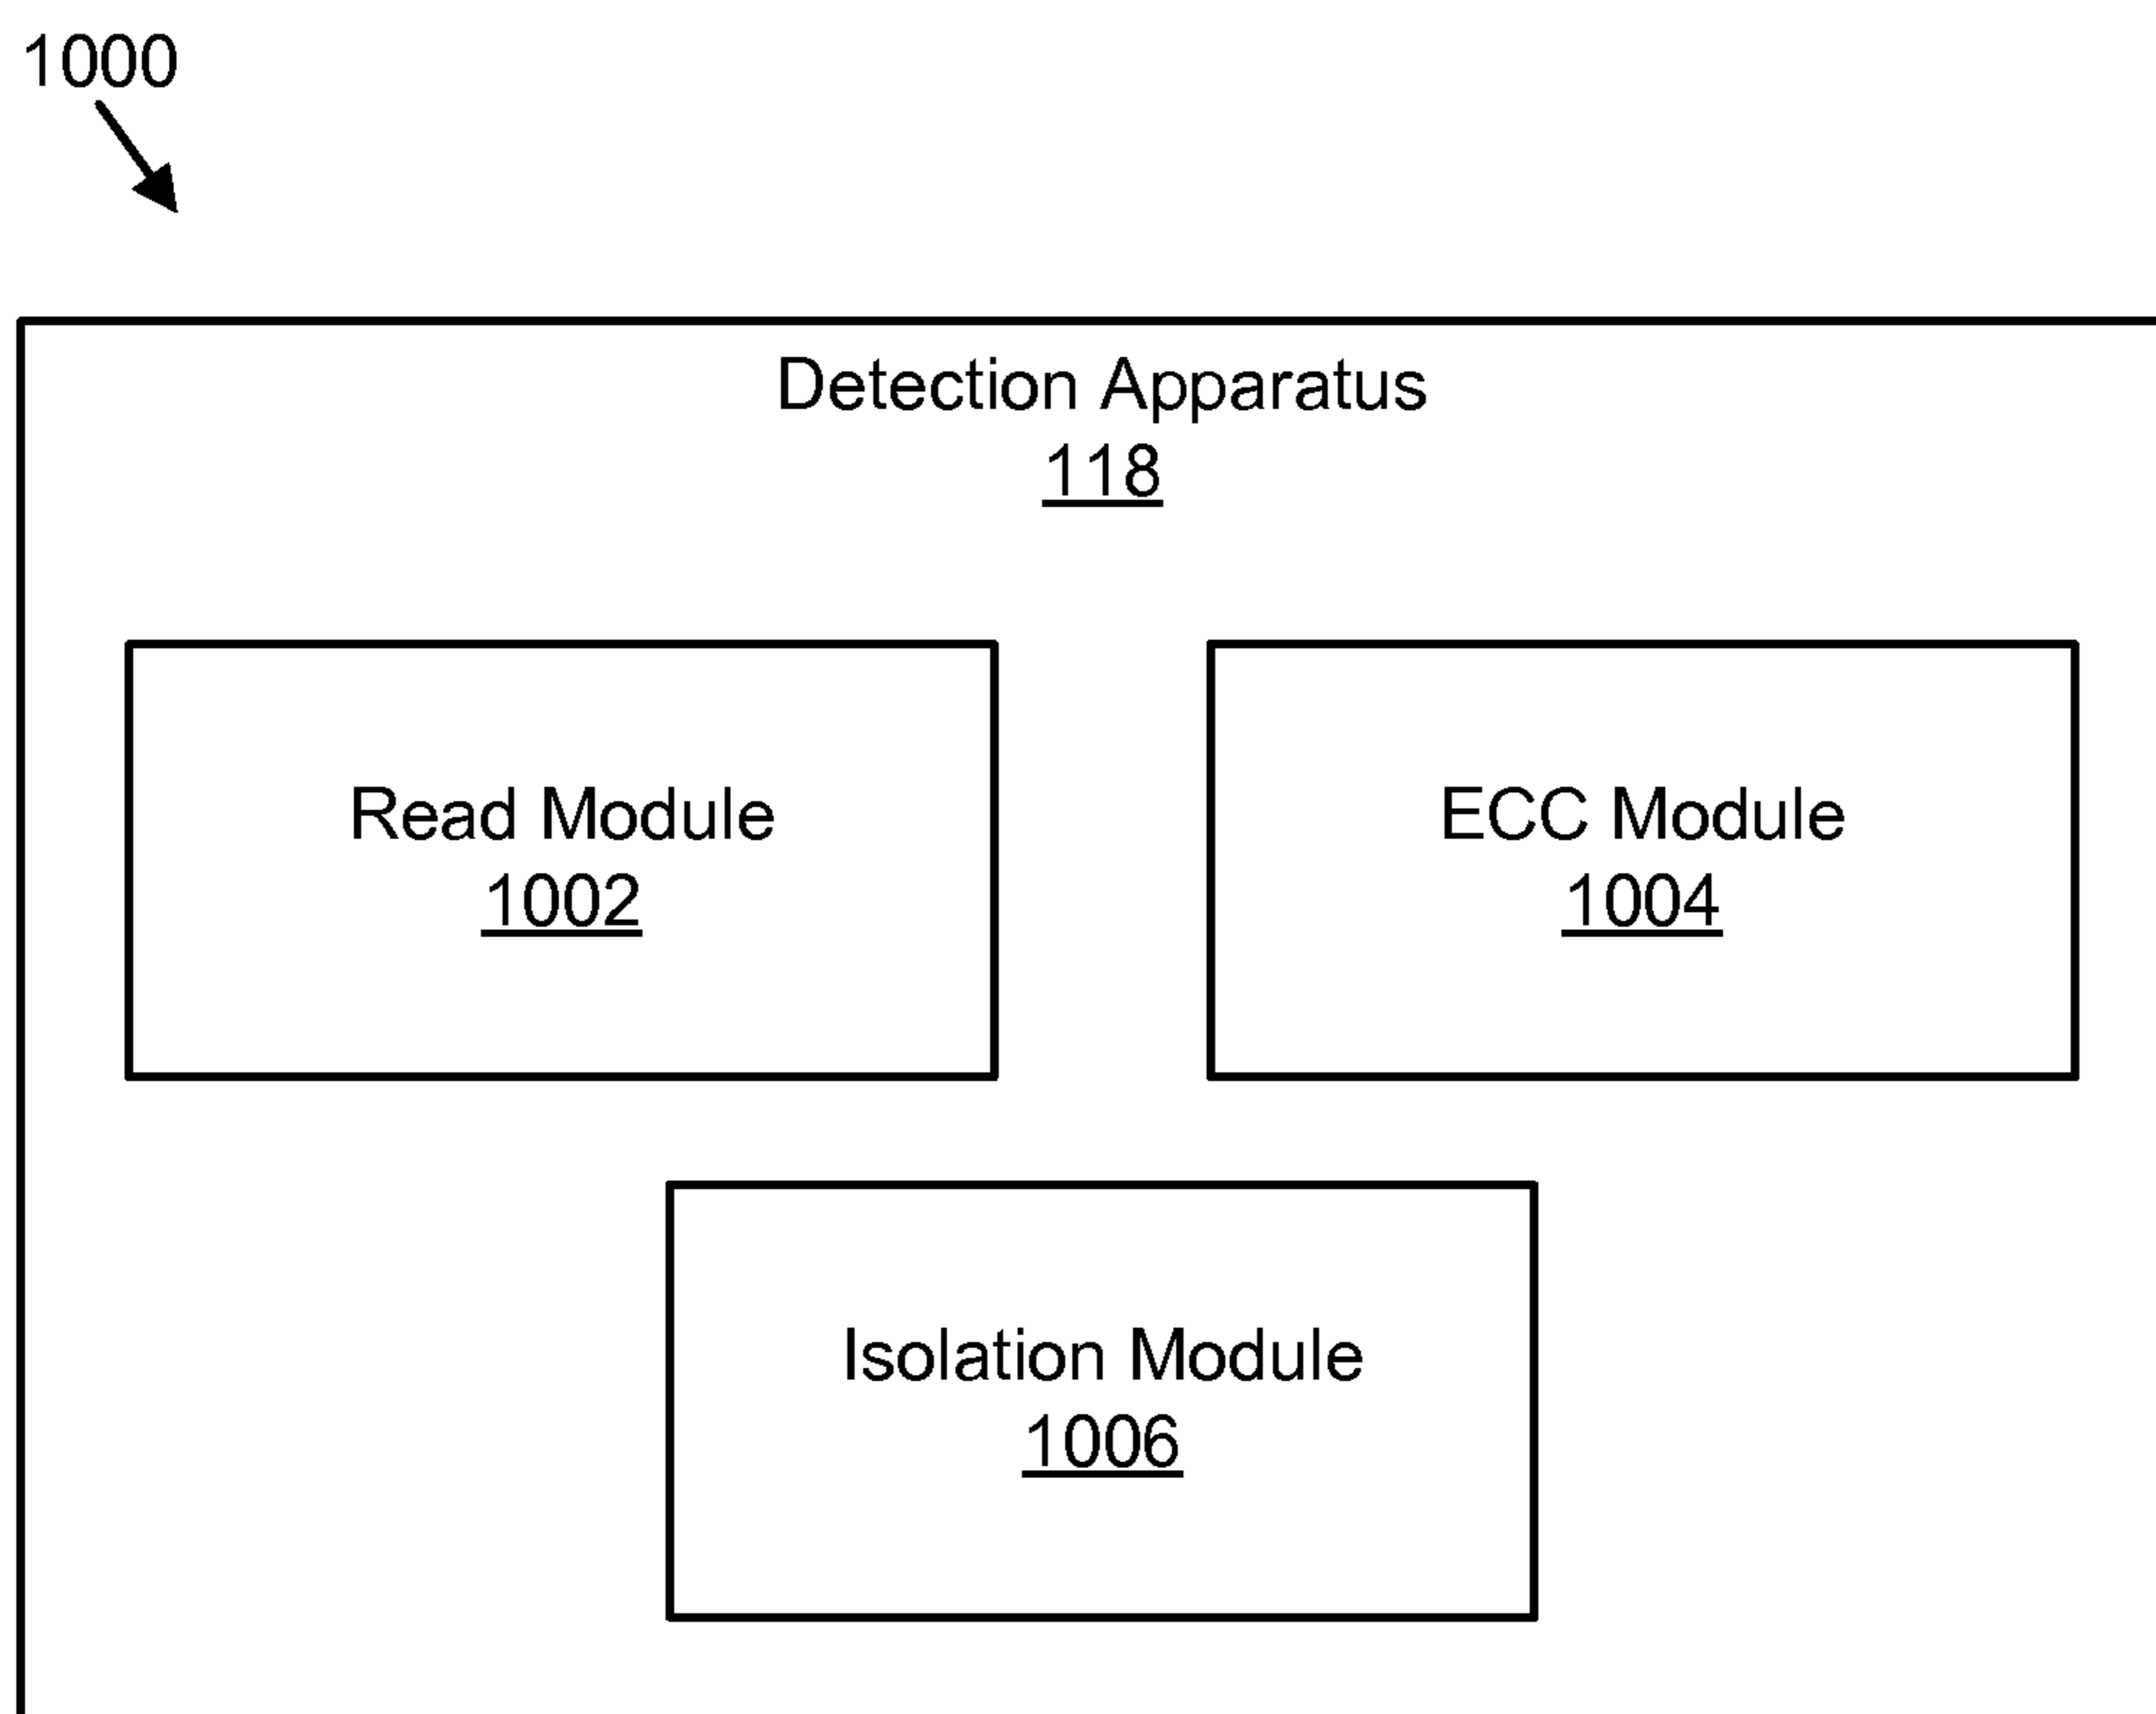 1000
Detection Apparatus
118
Read Module
1002
ECC Module
1004
Isolation Module
1006